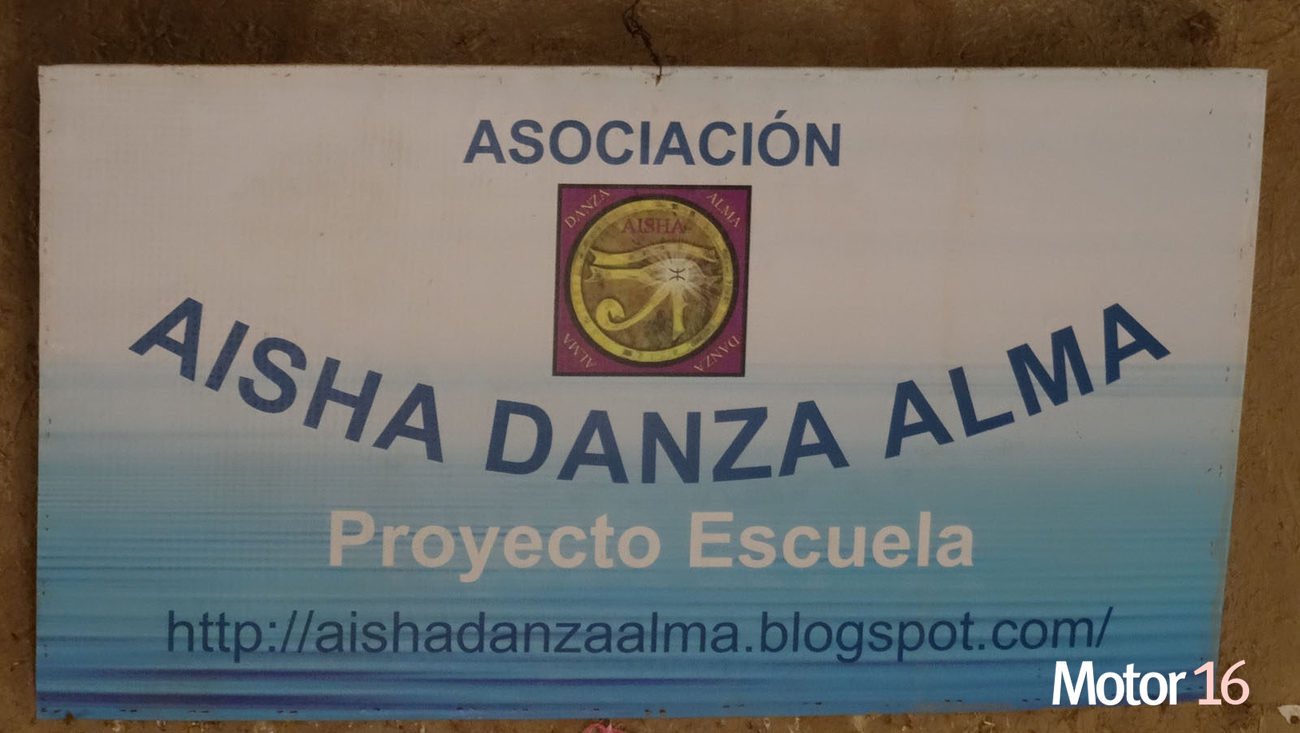 ASOCIACIÓN
DANZA ALMA
AISHA
ALMA DANZA
AISHA DANZA ALMA
Proyecto Escuela
http://aishadanzaalma.blogspot.com/
Motor 16